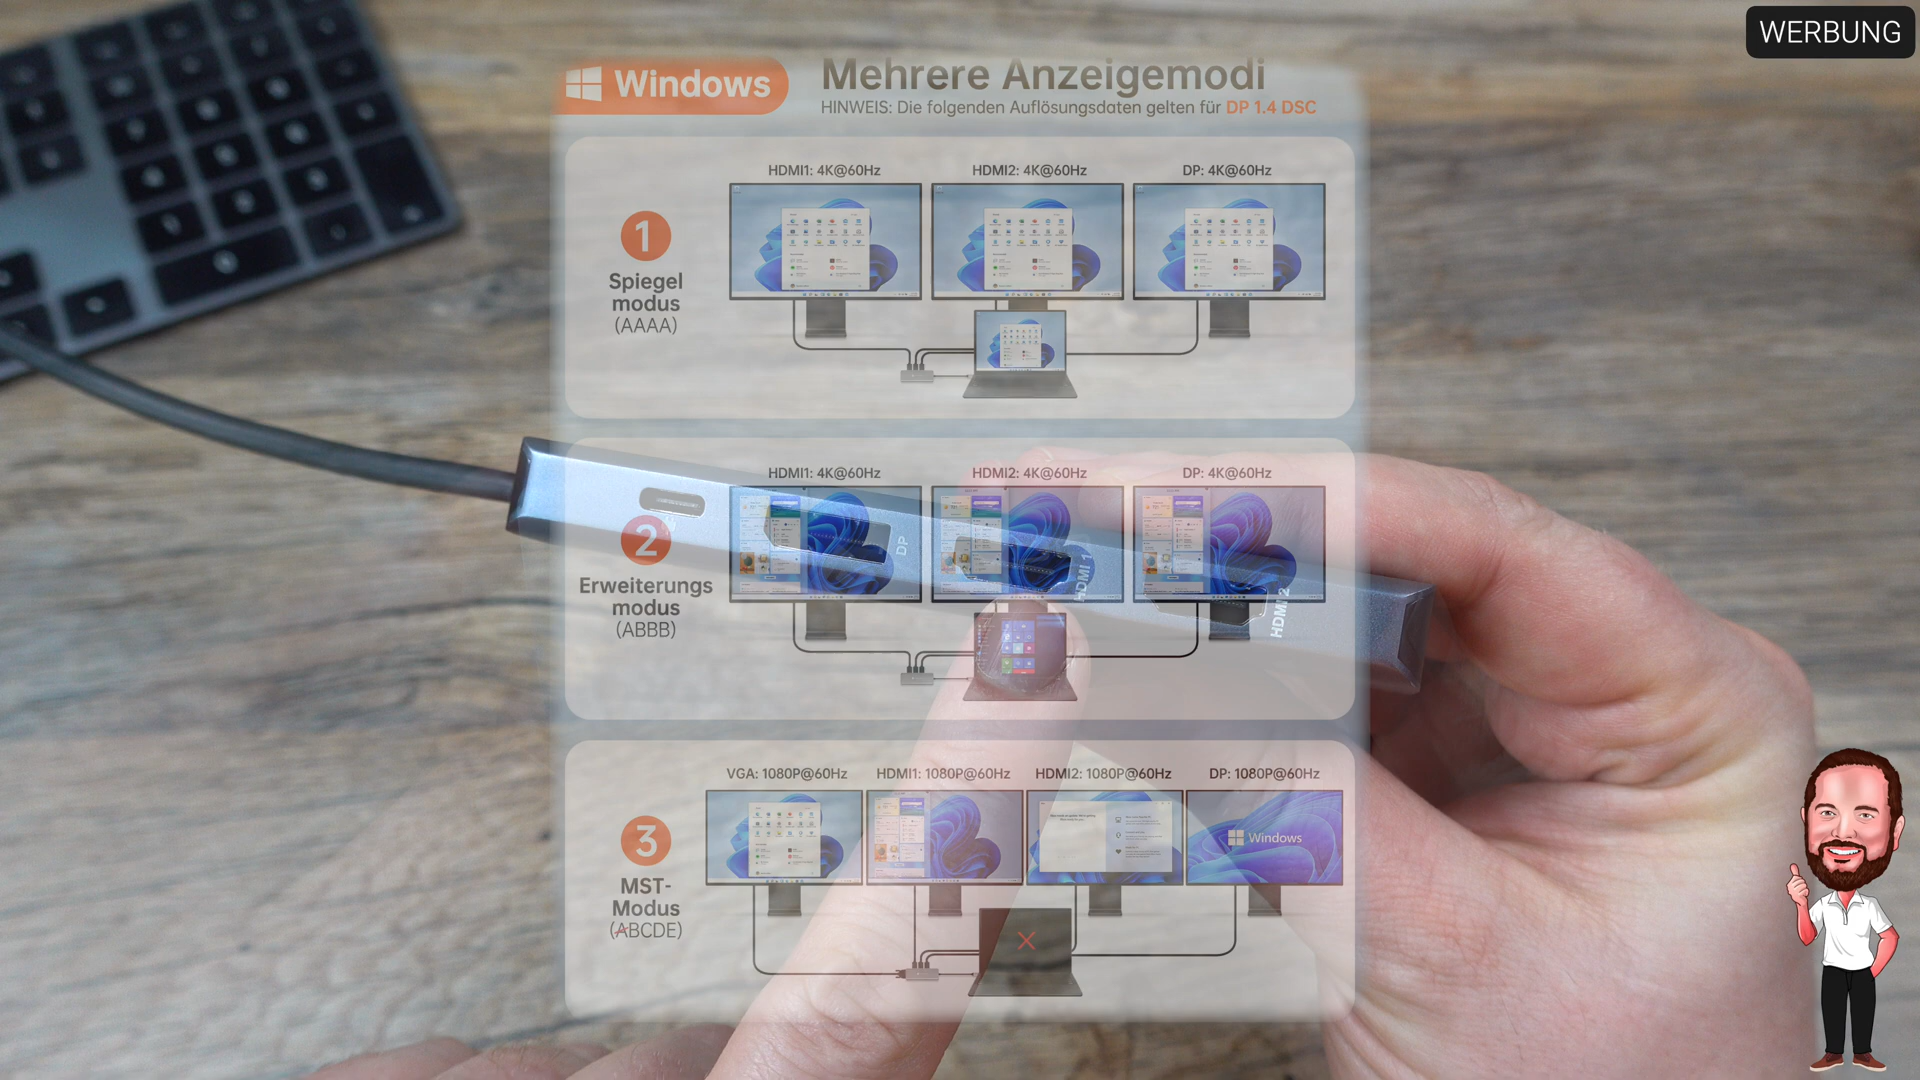 WERBUNG
Windows
Mehrere Anzeigemodi
HINWEIS: Die folgenden Auflösungsdaten gelten für DP 1.4 DSC
HDMI1: 4K@60Hz
HDMI2: 4K@60Hz
DP: 4K@60Hz
1
Spiegel
modus
(AAAA)
HDMI1: 4K@60Hz
HDMI2: 4K@60Hz
DP: 4K@60Hz
2
Erweiterungs
modus
(ABBB)
DP
HDMI 1
HDMI 2
VGA: 1080P@60Hz
HDMI1: 1080P@60Hz
HDMI2: 1080P@60Hz
DP: 1080P@60Hz
3
MST-
Modus
(ABCDE)
Windows